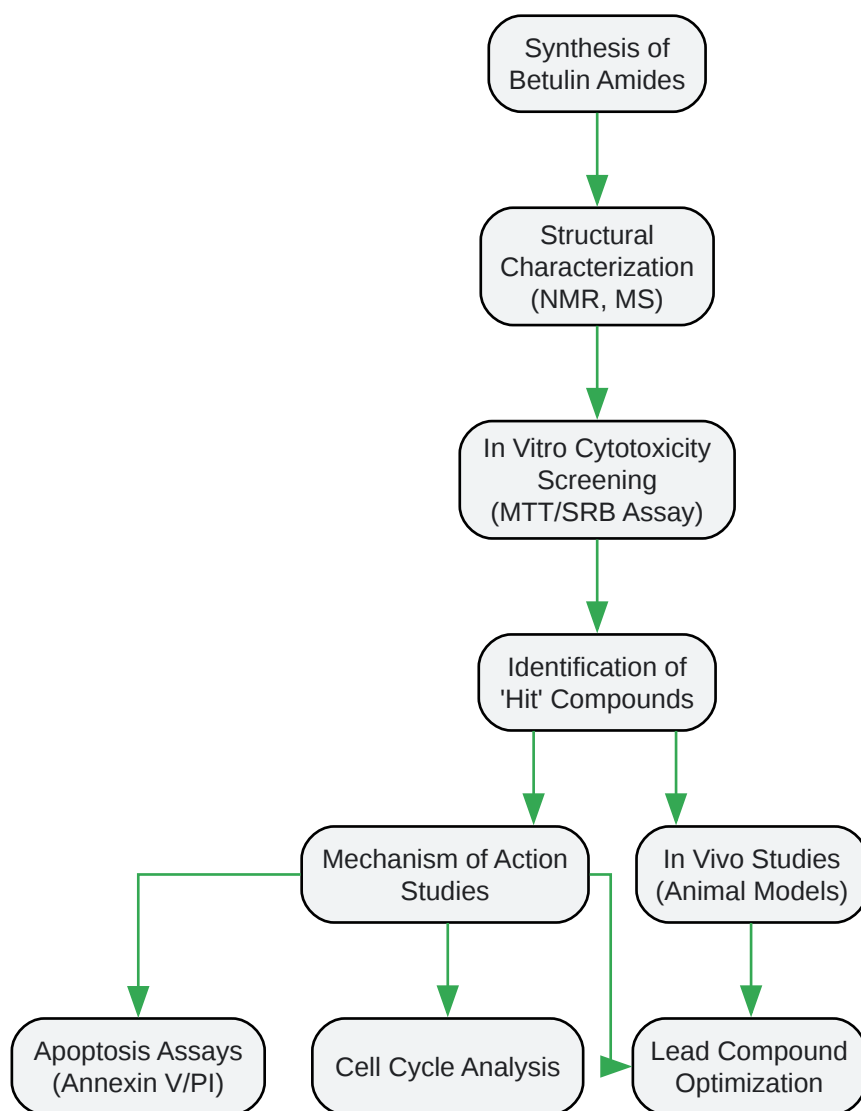 Synthesis of
Betulin Amides
Structural
Characterization
(NMR, MS)
In Vitro Cytotoxicity
Screening
(MTT/SRB Assay)
Identification of
'Hit' Compounds
Mechanism of Action
Studies
In Vivo Studies
(Animal Models)
Apoptosis Assays
(Annexin V/PI)
Cell Cycle Analysis
Lead Compound
Optimization